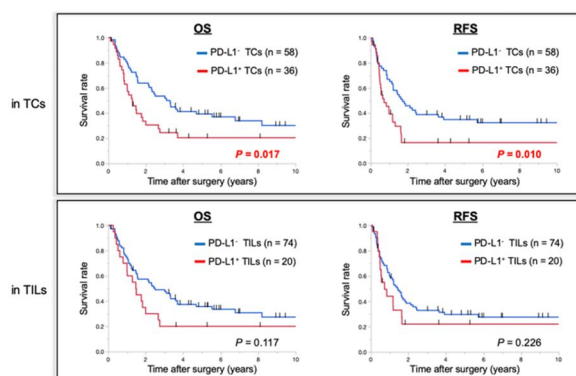 OS
RFS
in TCs
Survival rate
1.0
0.8
0.6
0.4
0.2
0.0
PD-L1⁻ TCs (n = 58)
PD-L1⁺ TCs (n = 36)
P = 0.017
0 2 4 6 8 10
Time after surgery (years)
Survival rate
1.0
0.8
0.6
0.4
0.2
0.0
PD-L1⁻ TCs (n = 58)
PD-L1⁺ TCs (n = 36)
P = 0.010
0 2 4 6 8 10
Time after surgery (years)
OS
RFS
in TILs
Survival rate
1.0
0.8
0.6
0.4
0.2
0.0
PD-L1⁻ TILs (n = 74)
PD-L1⁺ TILs (n = 20)
P = 0.117
0 2 4 6 8 10
Time after surgery (years)
Survival rate
1.0
0.8
0.6
0.4
0.2
0.0
PD-L1⁻ TILs (n = 74)
PD-L1⁺ TILs (n = 20)
P = 0.226
0 2 4 6 8 10
Time after surgery (years)